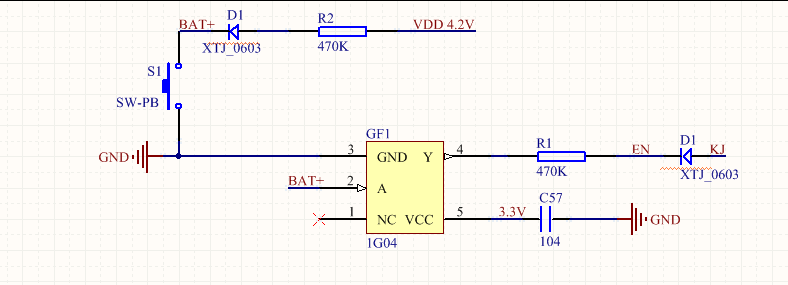 BAT+
D1
XTJ_0603
R2
470K
VDD 4.2V
S1
SW-PB
GND
GF1
3
GND
Y
4
R1
470K
EN
D1
KJ
XTJ_0603
BAT+
2
A
1
NC
VCC
5
3.3V
C57
104
GND
1G04